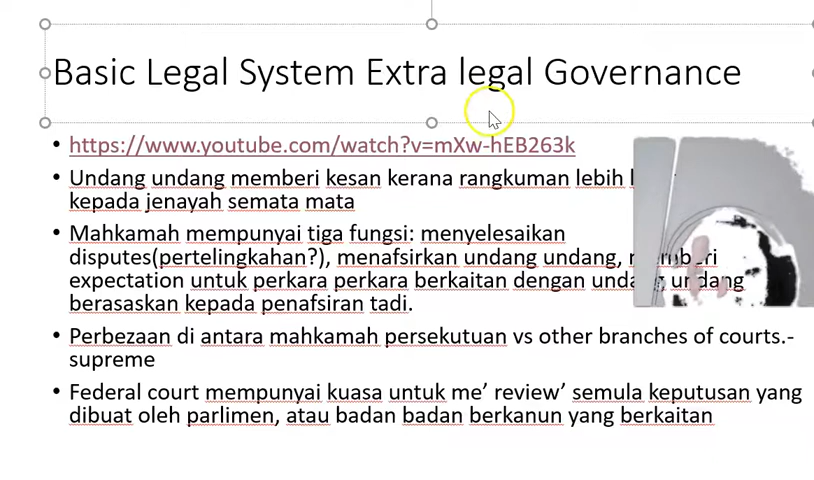 Basic Legal System Extra legal Governance
• https://www.youtube.com/watch?v=mXw-hEB263k
• Undang undang memberi kesan kerana rangkuman lebih
kepada jenayah semata mata
• Mahkamah mempunyai tiga fungsi: menyelesaikan
disputes(pertelingkahan?), menafsirkan undang undang,
expectation untuk perkara perkara berkaitan dengan undang undang
berasaskan kepada penafsiran tadi.
• Perbezaan di antara mahkamah persekutuan vs other branches of courts.-
supreme
• Federal court mempunyai kuasa untuk me’ review’ semula keputusan yang
dibuat oleh parlimen, atau badan badan berkanun yang berkaitan